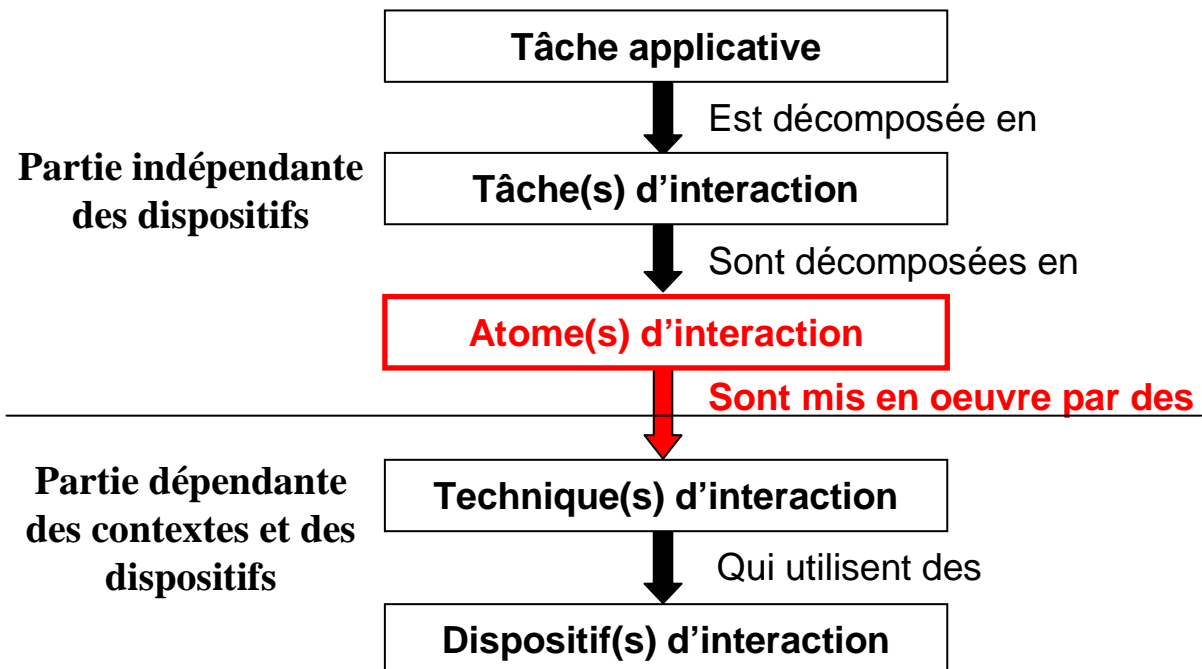 Tâche applicative
Est décomposée en
Partie indépendante
des dispositifs
Tâche(s) d’interaction
Sont décomposées en
Atome(s) d’interaction
Sont mis en oeuvre par des
Partie dépendante
des contextes et des
dispositifs
Technique(s) d’interaction
Qui utilisent des
Dispositif(s) d’interaction